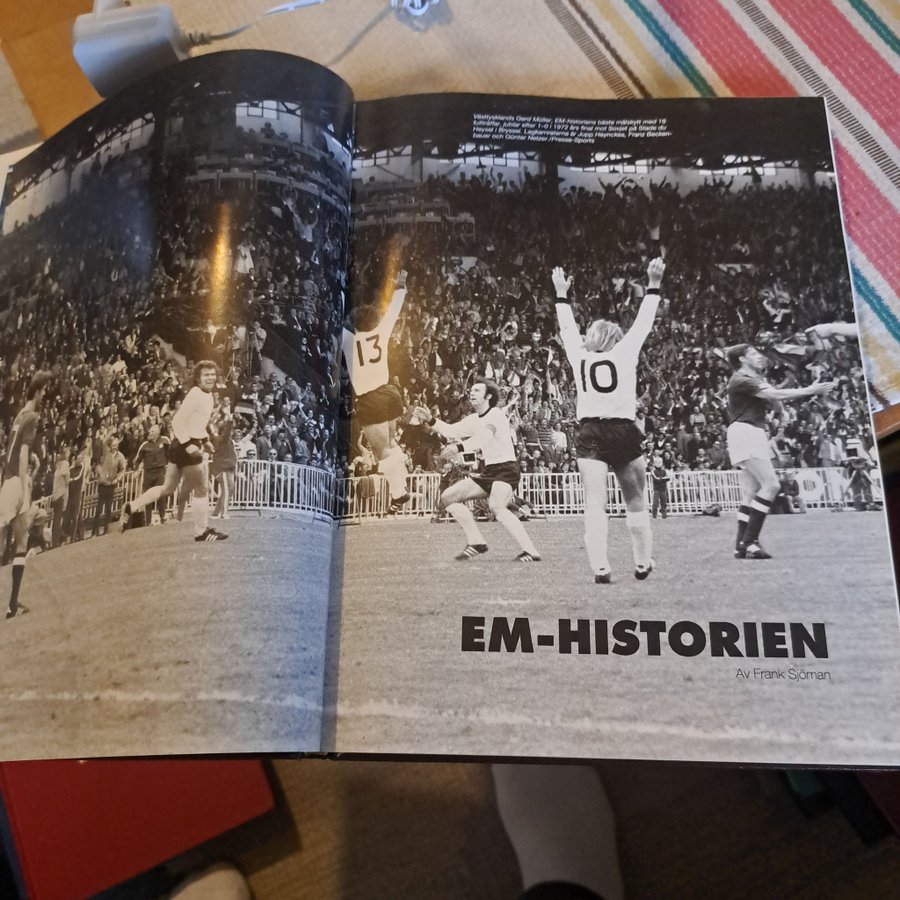 Västtysklands Gerd Müller, EM-historiens bäste målskytt med 16
fullträffar, jublar efter 1-0 i 1972 års final mot Sovjet på Stade du
Heysel i Bryssel. Lagkamraterna är Jupp Heynckes, Franz Becken-
bauer och Günter Netzer./Presse-Sports
13
10
EM-HISTORIEN
Av Frank Sjöman